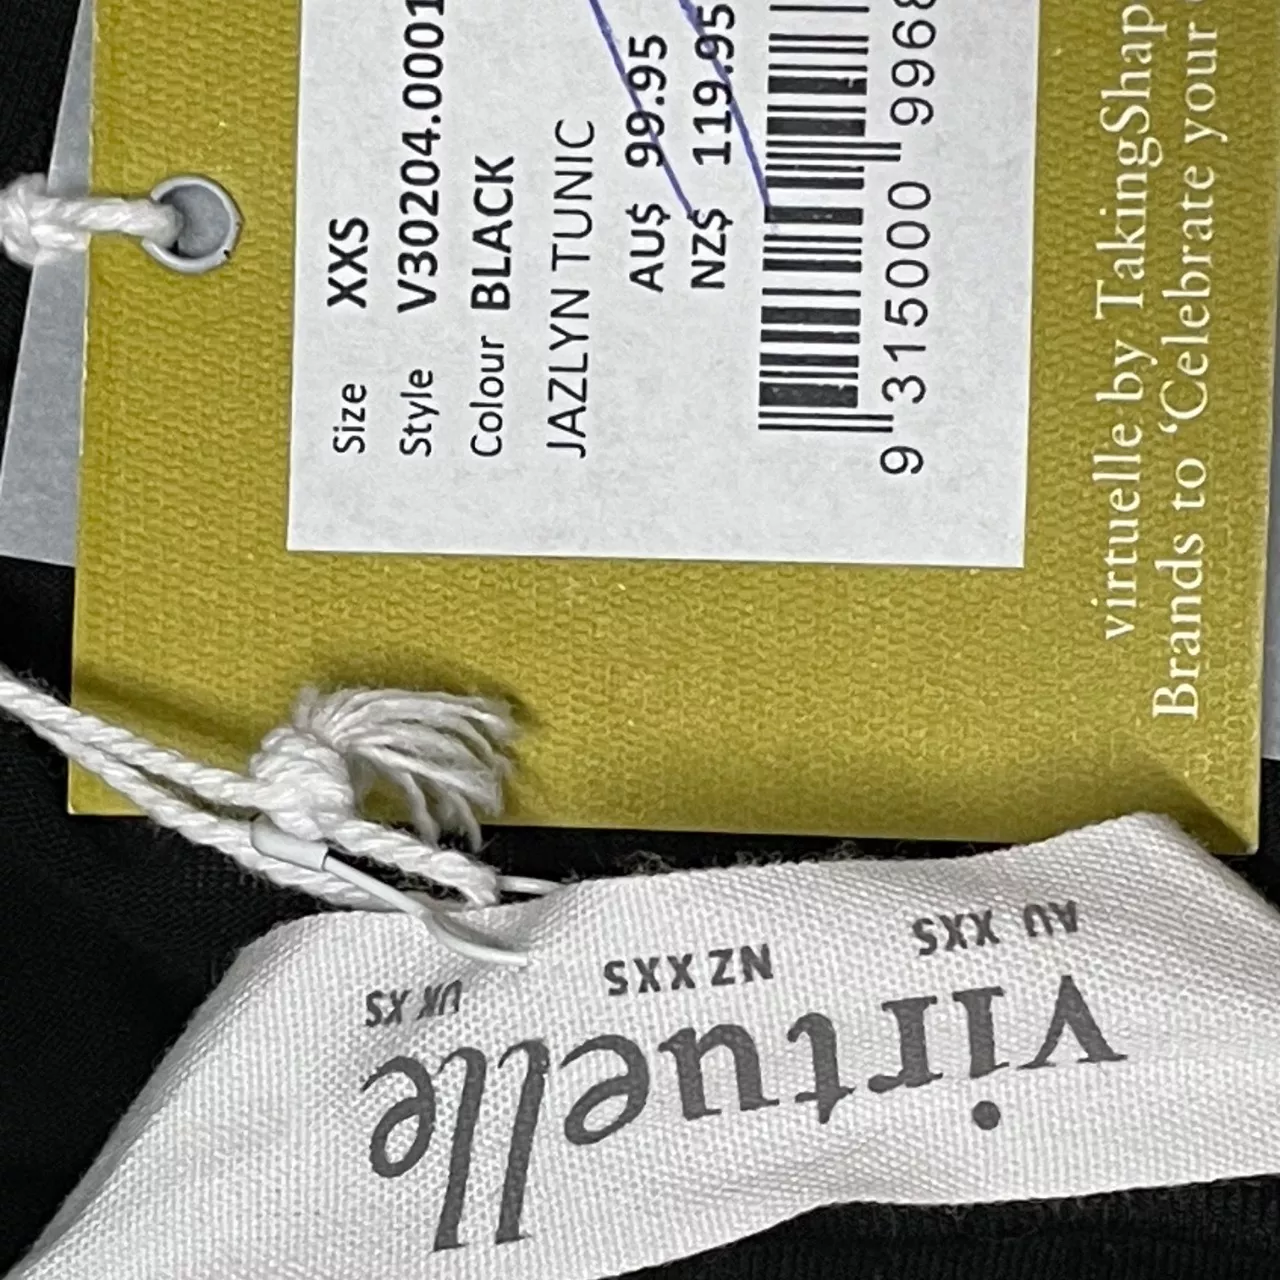 Size XXS
Style V30204.0001
Colour BLACK
JAZLYN TUNIC
AU$ 99.95
NZ$ 119.95
9 315000 9968
virtuelle by TakingShap
Brands to ‘Celebrate your
virtuelle
AU XXS NZ XXS UK XS